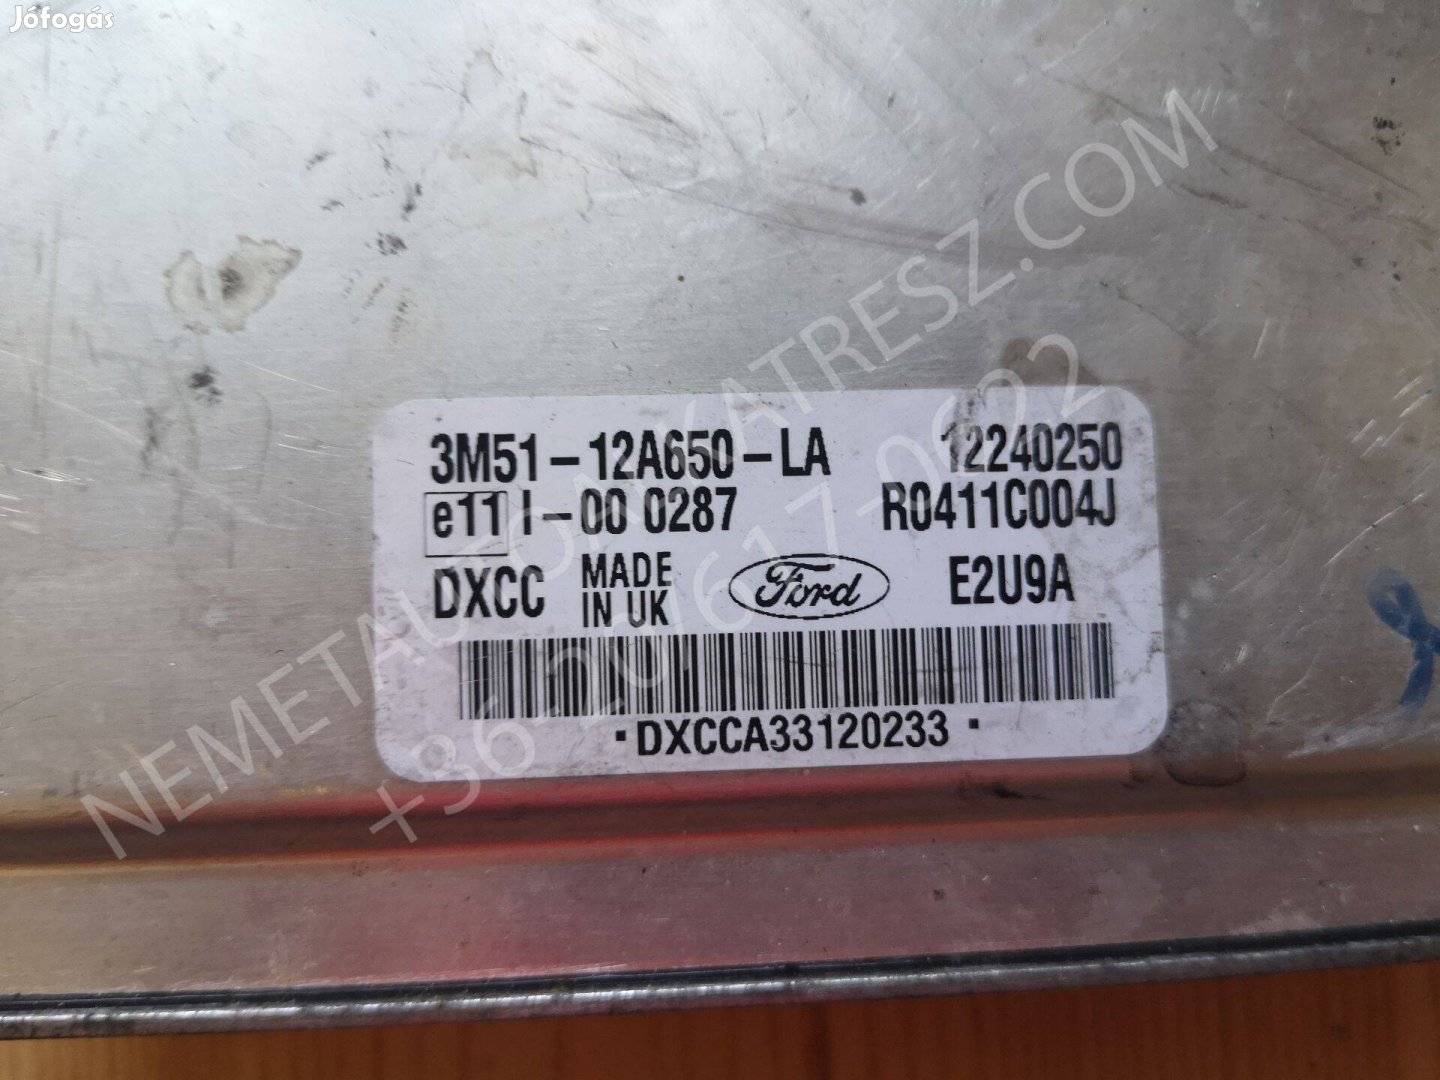 Jófogás
3M51-12A650-LA 12240250
e11 I-00 0287 R0411C004J
DXCC MADE IN UK Ford E2U9A
·DXCCA33120233·
NEMETAUTOALKATRESZ.COM
+36-20/617-0622